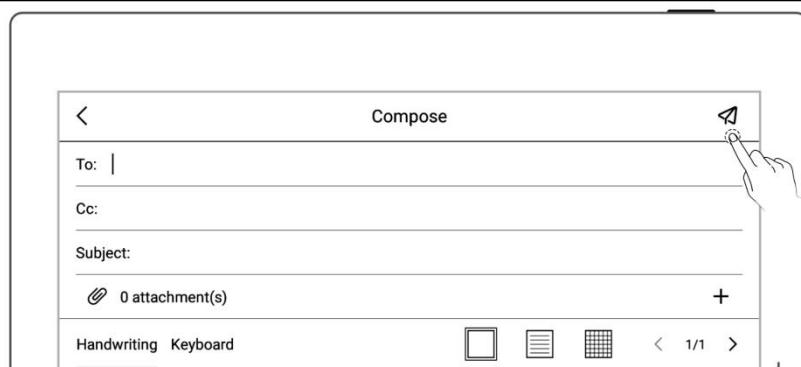 Compose
To:
Cc:
Subject:
0 attachment(s)
Handwriting Keyboard 1/1